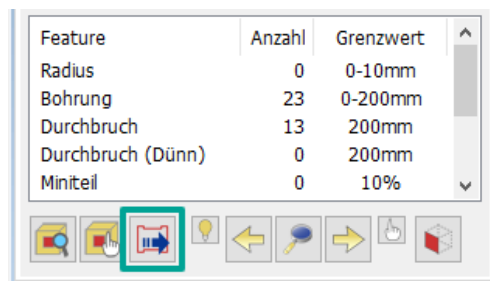 Feature Anzahl Grenzwert
Radius 0 0-10mm
Bohrung 23 0-200mm
Durchbruch 13 200mm
Durchbruch (Dünn) 0 200mm
Miniteil 0 10%